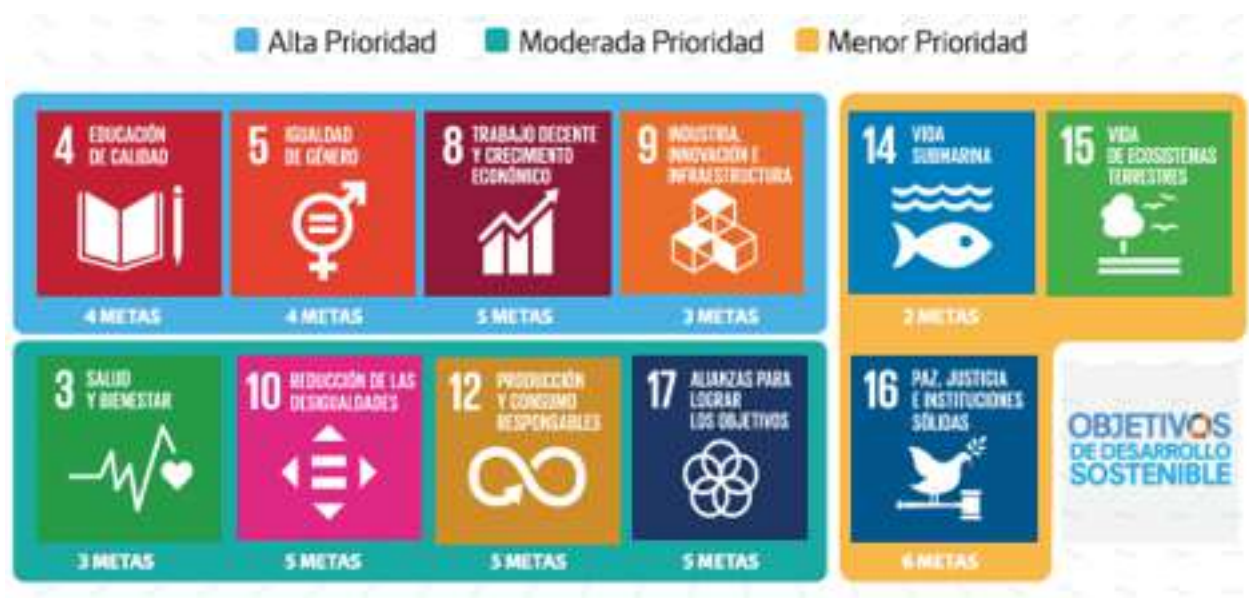 Alta Prioridad Moderada Prioridad Menor Prioridad
4 EDUCACIÓN
DE CALIDAD
4 METAS
5 IGUALDAD
DE GÉNERO
4 METAS
8 TRABAJO DECENTE
Y CRECIMIENTO
ECONÓMICO
5 METAS
9 INDUSTRIA,
INNOVACIÓN E
INFRAESTRUCTURA
3 METAS
14 VIDA
SUBMARINA
2 METAS
15 VIDA
DE ECOSISTEMAS
TERRESTRES
3 SALUD
Y BIENESTAR
3 METAS
10 REDUCCIÓN DE LAS
DESIGUALDADES
5 METAS
12 PRODUCCIÓN
Y CONSUMO
RESPONSABLES
5 METAS
17 ALIANZAS PARA
LOGRAR
LOS OBJETIVOS
5 METAS
16 PAZ, JUSTICIA
E INSTITUCIONES
SÓLIDAS
6 METAS
OBJETIVOS
DE DESARROLLO
SOSTENIBLE